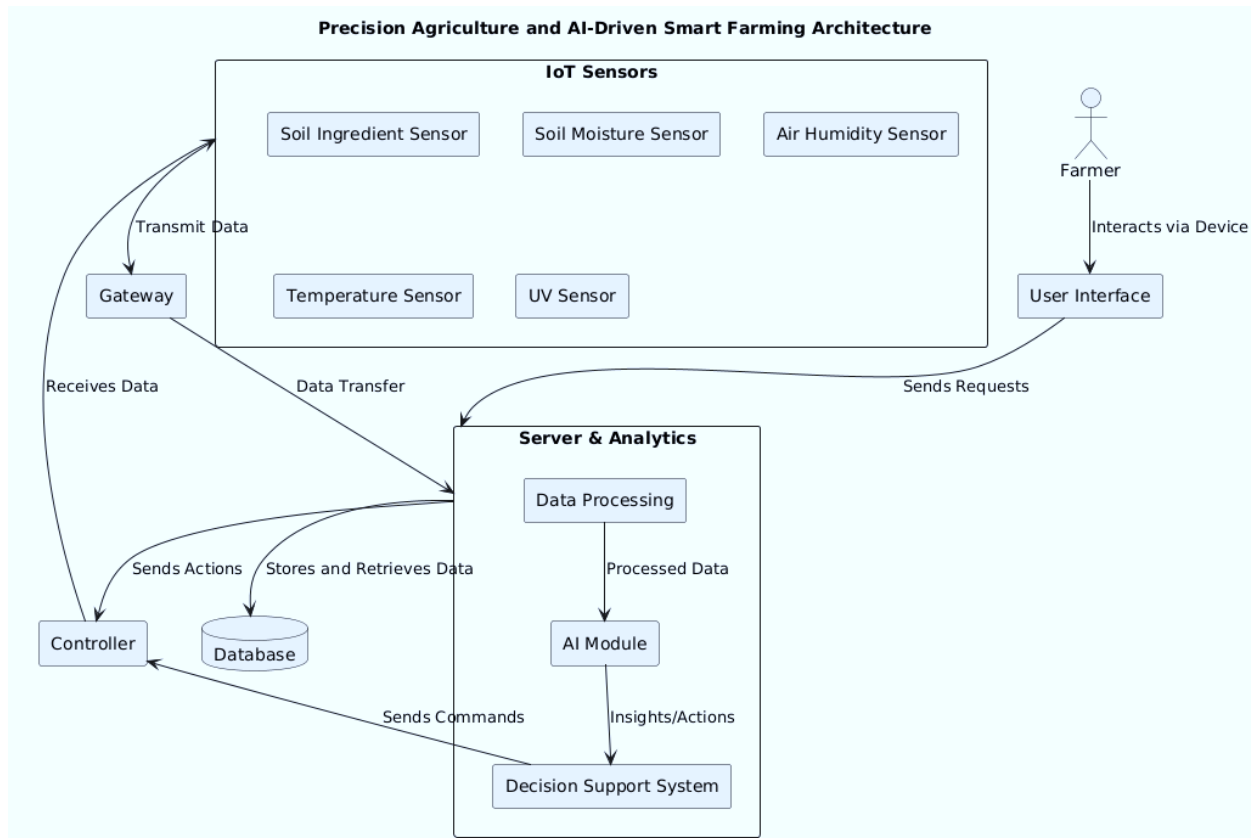 Precision Agriculture and AI-Driven Smart Farming Architecture
IoT Sensors
Soil Ingredient Sensor
Soil Moisture Sensor
Air Humidity Sensor
Farmer
Transmit Data
Interacts via Device
Gateway
Temperature Sensor
UV Sensor
User Interface
Receives Data
Data Transfer
Sends Requests
Server & Analytics
Data Processing
Sends Actions
Stores and Retrieves Data
Processed Data
Controller
Database
AI Module
Sends Commands
Insights/Actions
Decision Support System